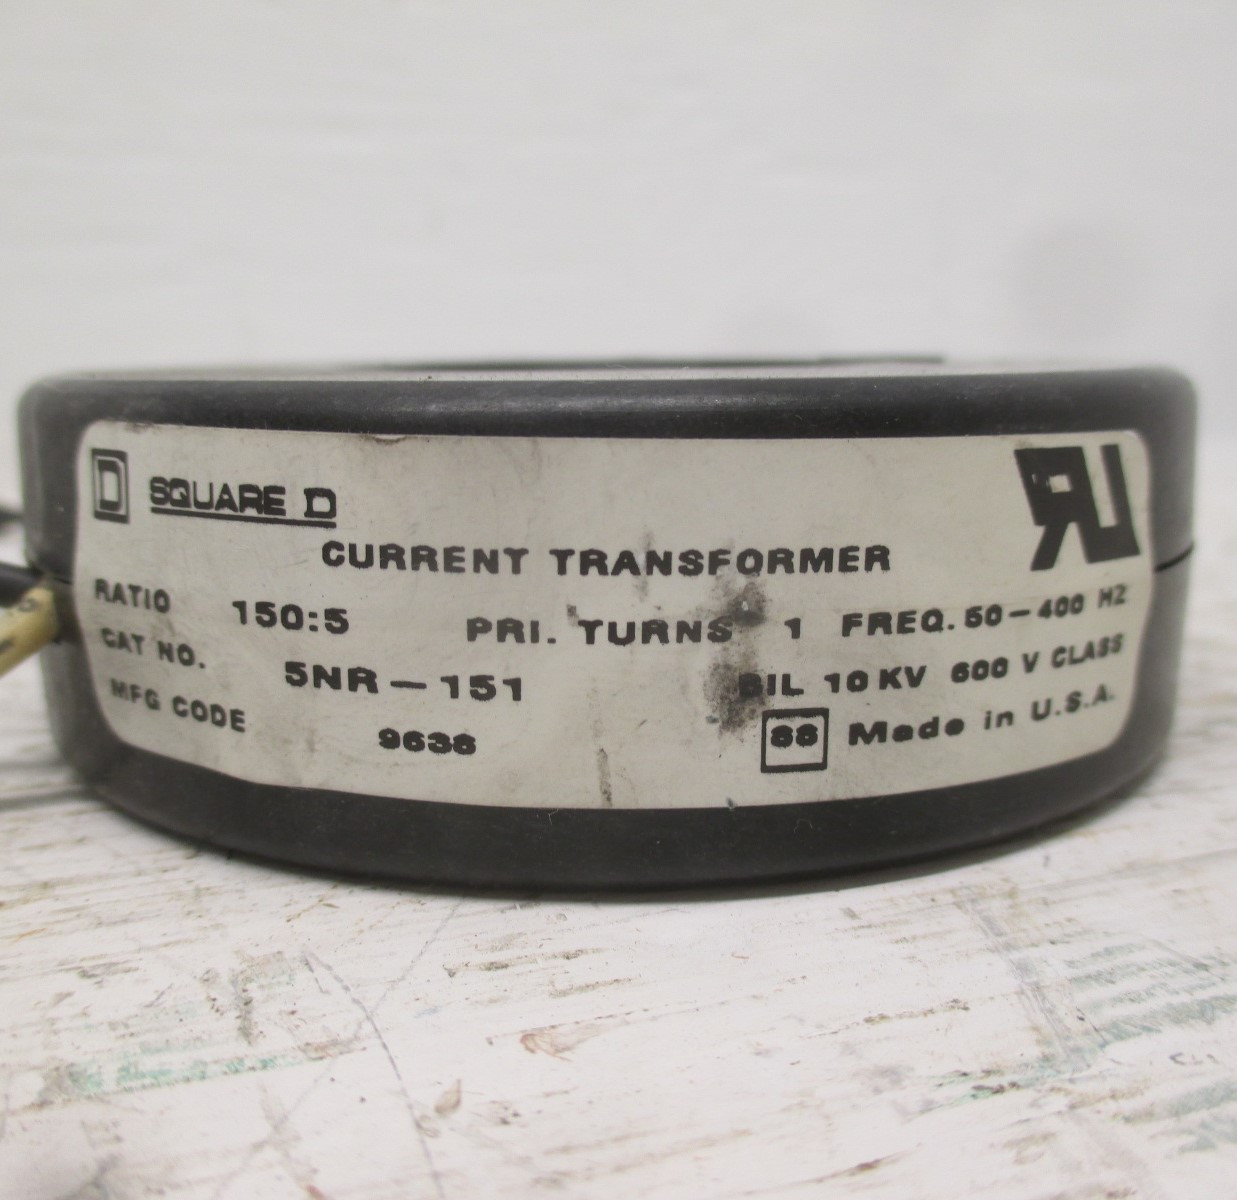 D SQUARE D
CURRENT TRANSFORMER
RATIO 150:5 PRI. TURNS 1 FREQ. 50-400 HZ
CAT NO. 5NR-151 BIL 10 KV 600 V CLASS
MFG CODE 9636 Made in U.S.A.